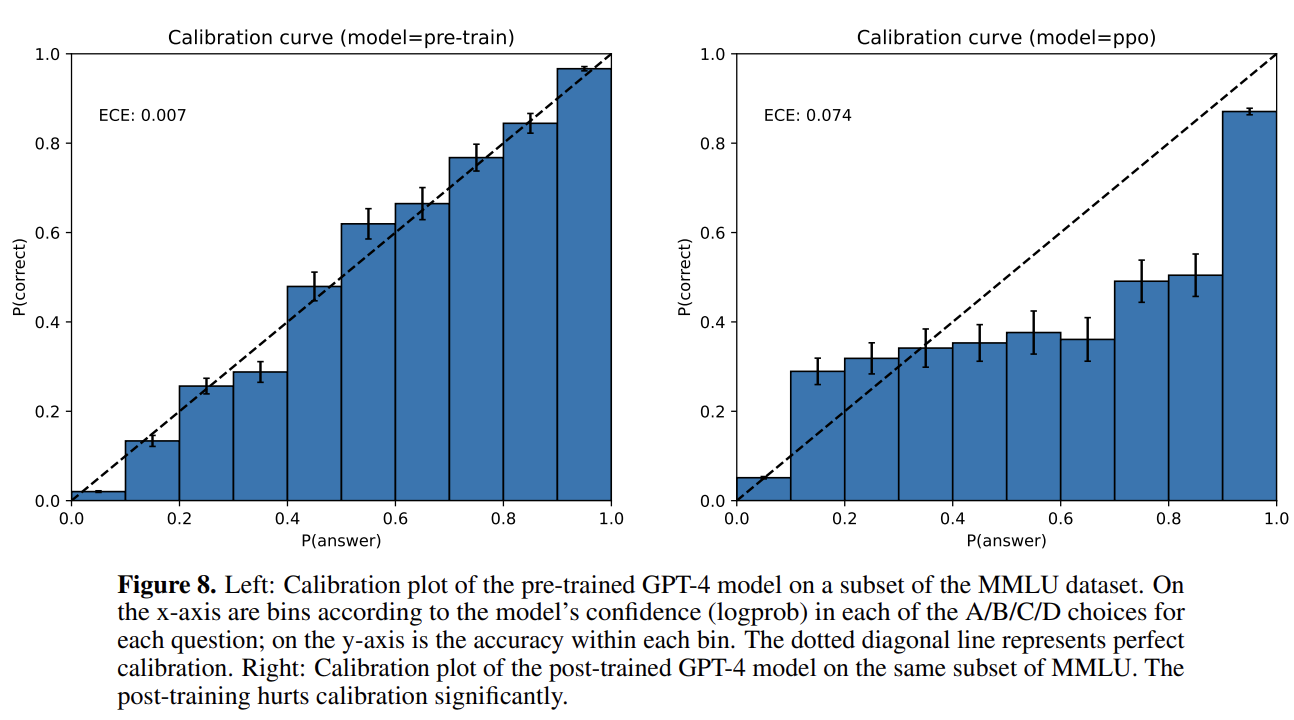 Calibration curve (model=pre-train)
1.0
0.8
0.6
0.4
0.2
0.0
P(correct)
ECE: 0.007
0.0 0.2 0.4 0.6 0.8 1.0
P(answer)
Calibration curve (model=ppo)
1.0
0.8
0.6
0.4
0.2
0.0
P(correct)
ECE: 0.074
0.0 0.2 0.4 0.6 0.8 1.0
P(answer)
Figure 8. Left: Calibration plot of the pre-trained GPT-4 model on a subset of the MMLU dataset. On
the x-axis are bins according to the model’s confidence (logprob) in each of the A/B/C/D choices for
each question; on the y-axis is the accuracy within each bin. The dotted diagonal line represents perfect
calibration. Right: Calibration plot of the post-trained GPT-4 model on the same subset of MMLU. The
post-training hurts calibration significantly.